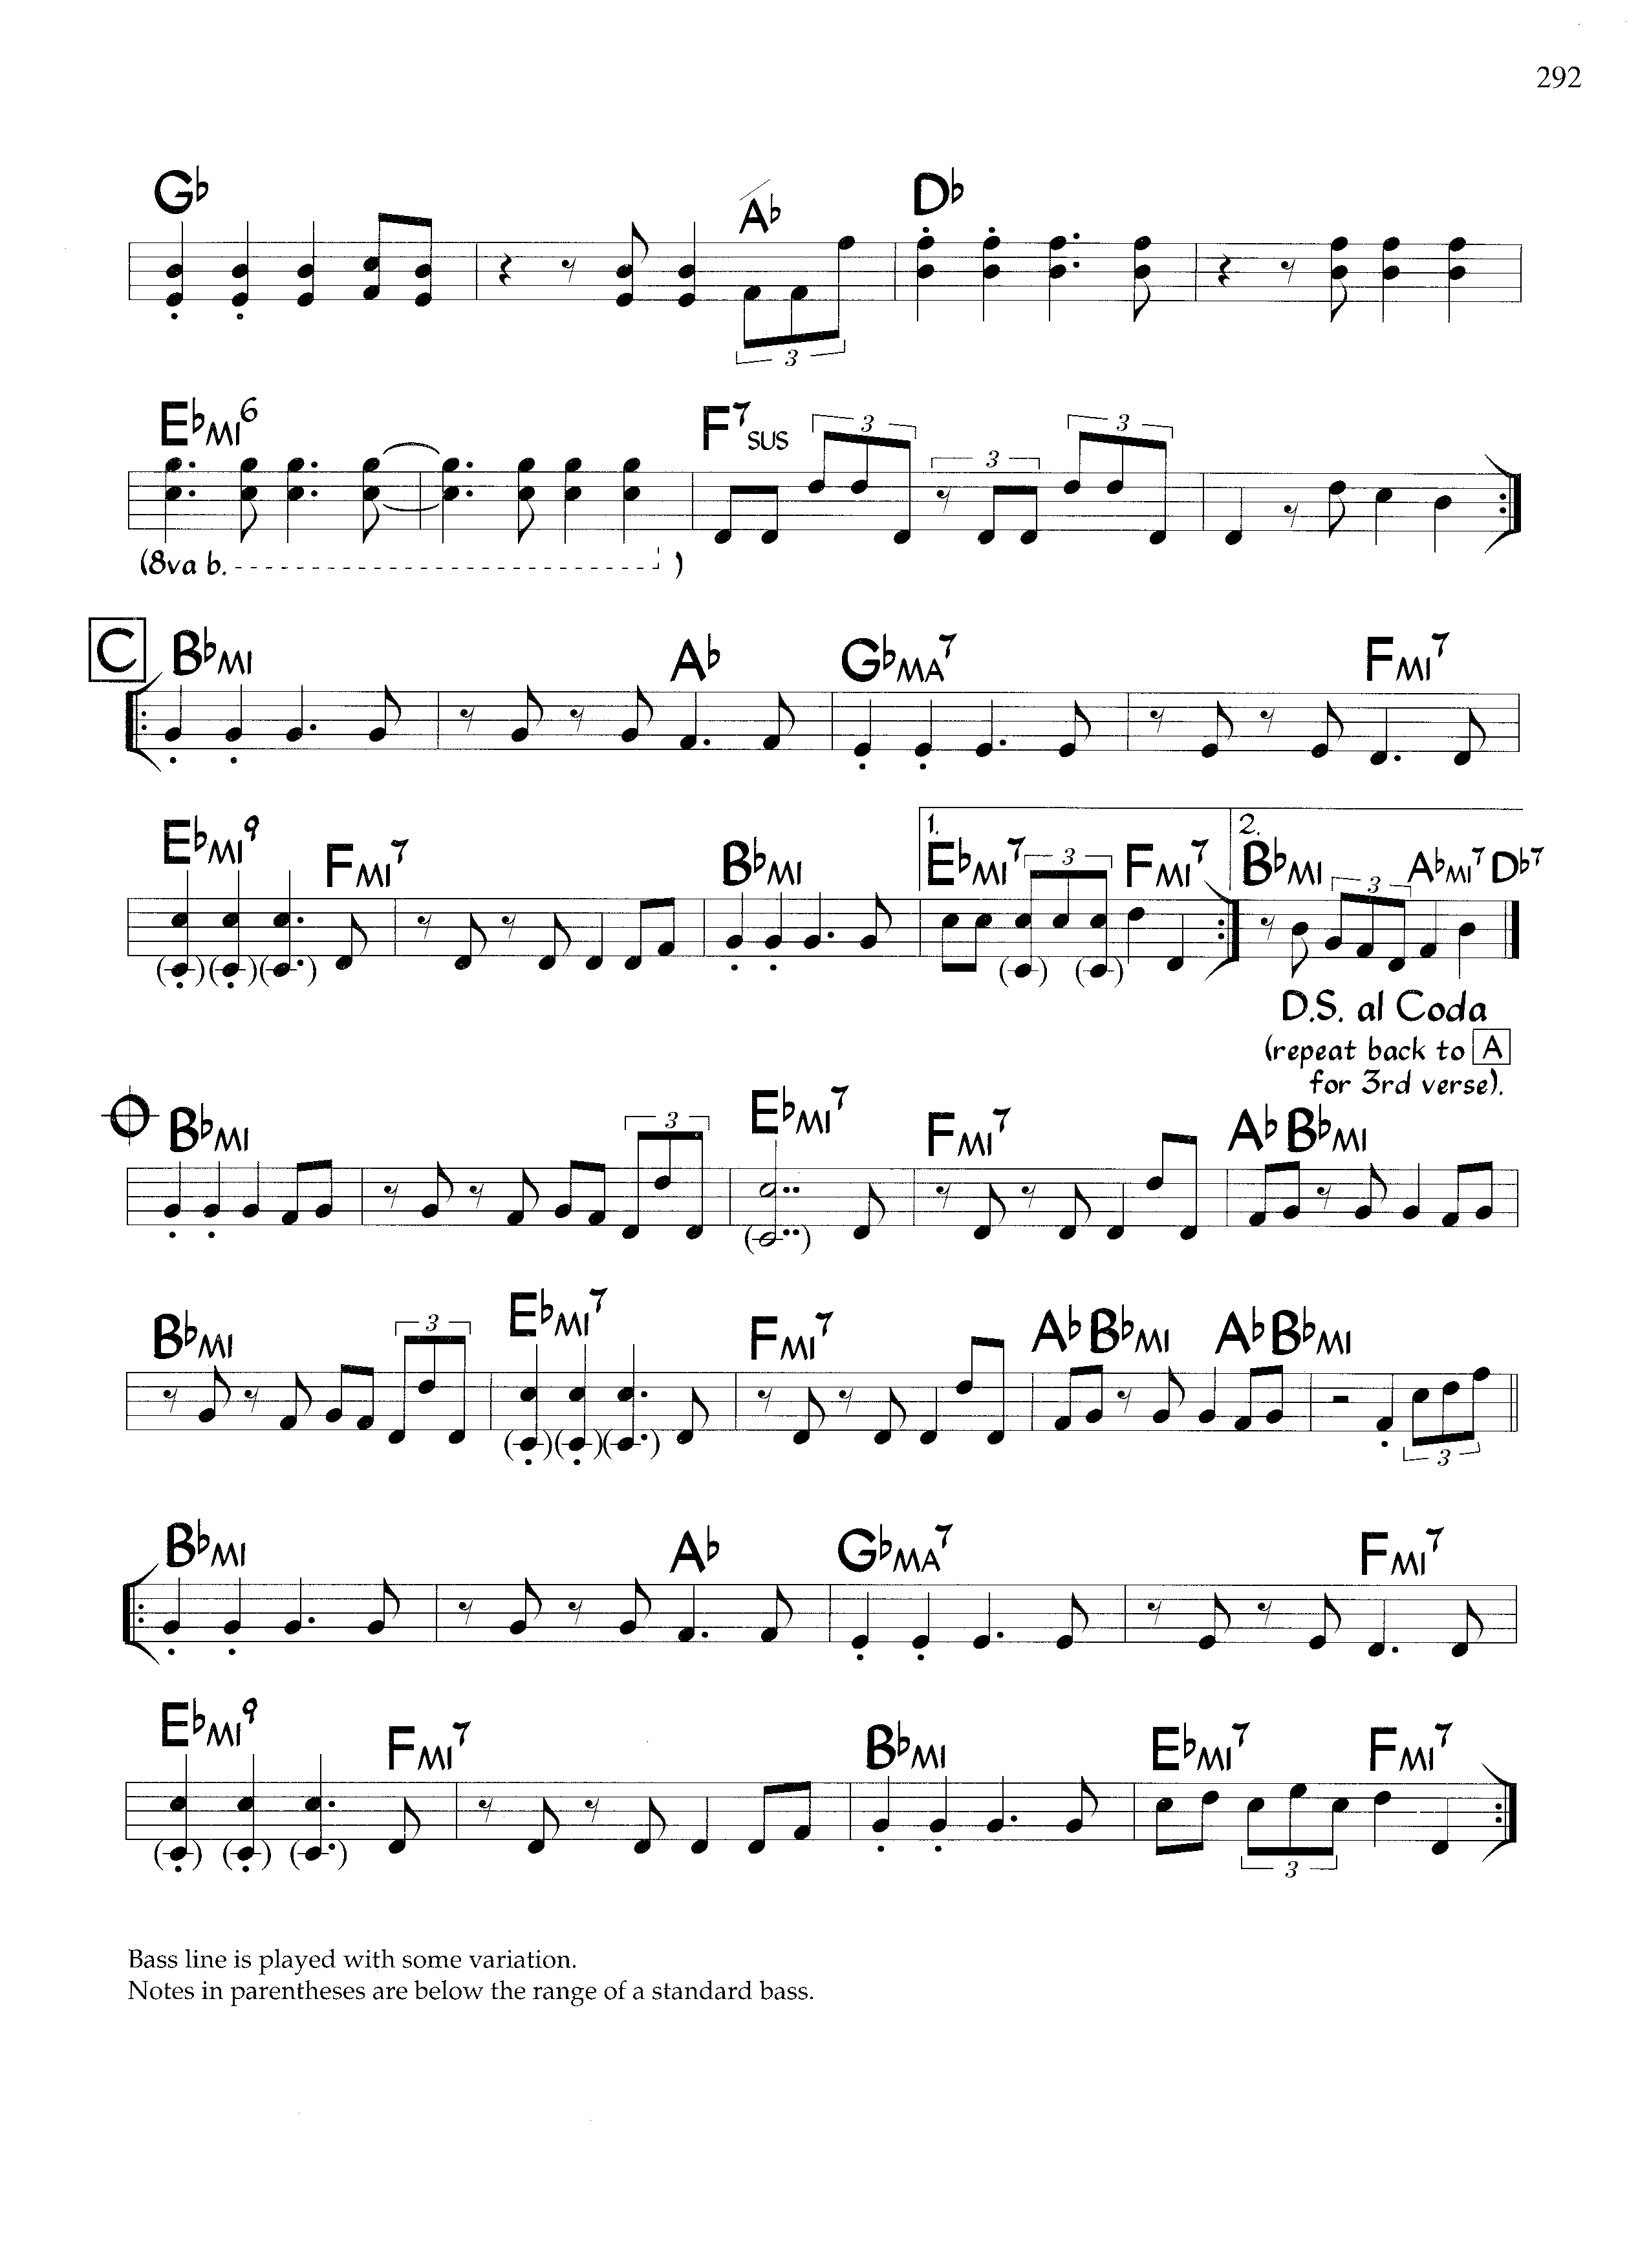 292
G♭ A♭ D♭
3
E♭MI6 F7SUS 3 3 3
(8va b. )
C B♭MI A♭ G♭MA7 FMI7
E♭MI9 FMI7 B♭MI 1. E♭MI7 3 FMI7 2. B♭MI 3 A♭MI7 D♭7
D.S. al Coda
(repeat back to A
for 3rd verse).
B♭MI 3 E♭MI7 FMI7 A♭ B♭MI
B♭MI 3 E♭MI7 FMI7 A♭ B♭MI A♭ B♭MI
3
B♭MI A♭ G♭MA7 FMI7
E♭MI9 FMI7 B♭MI E♭MI7 FMI7
3
Bass line is played with some variation.
Notes in parentheses are below the range of a standard bass.